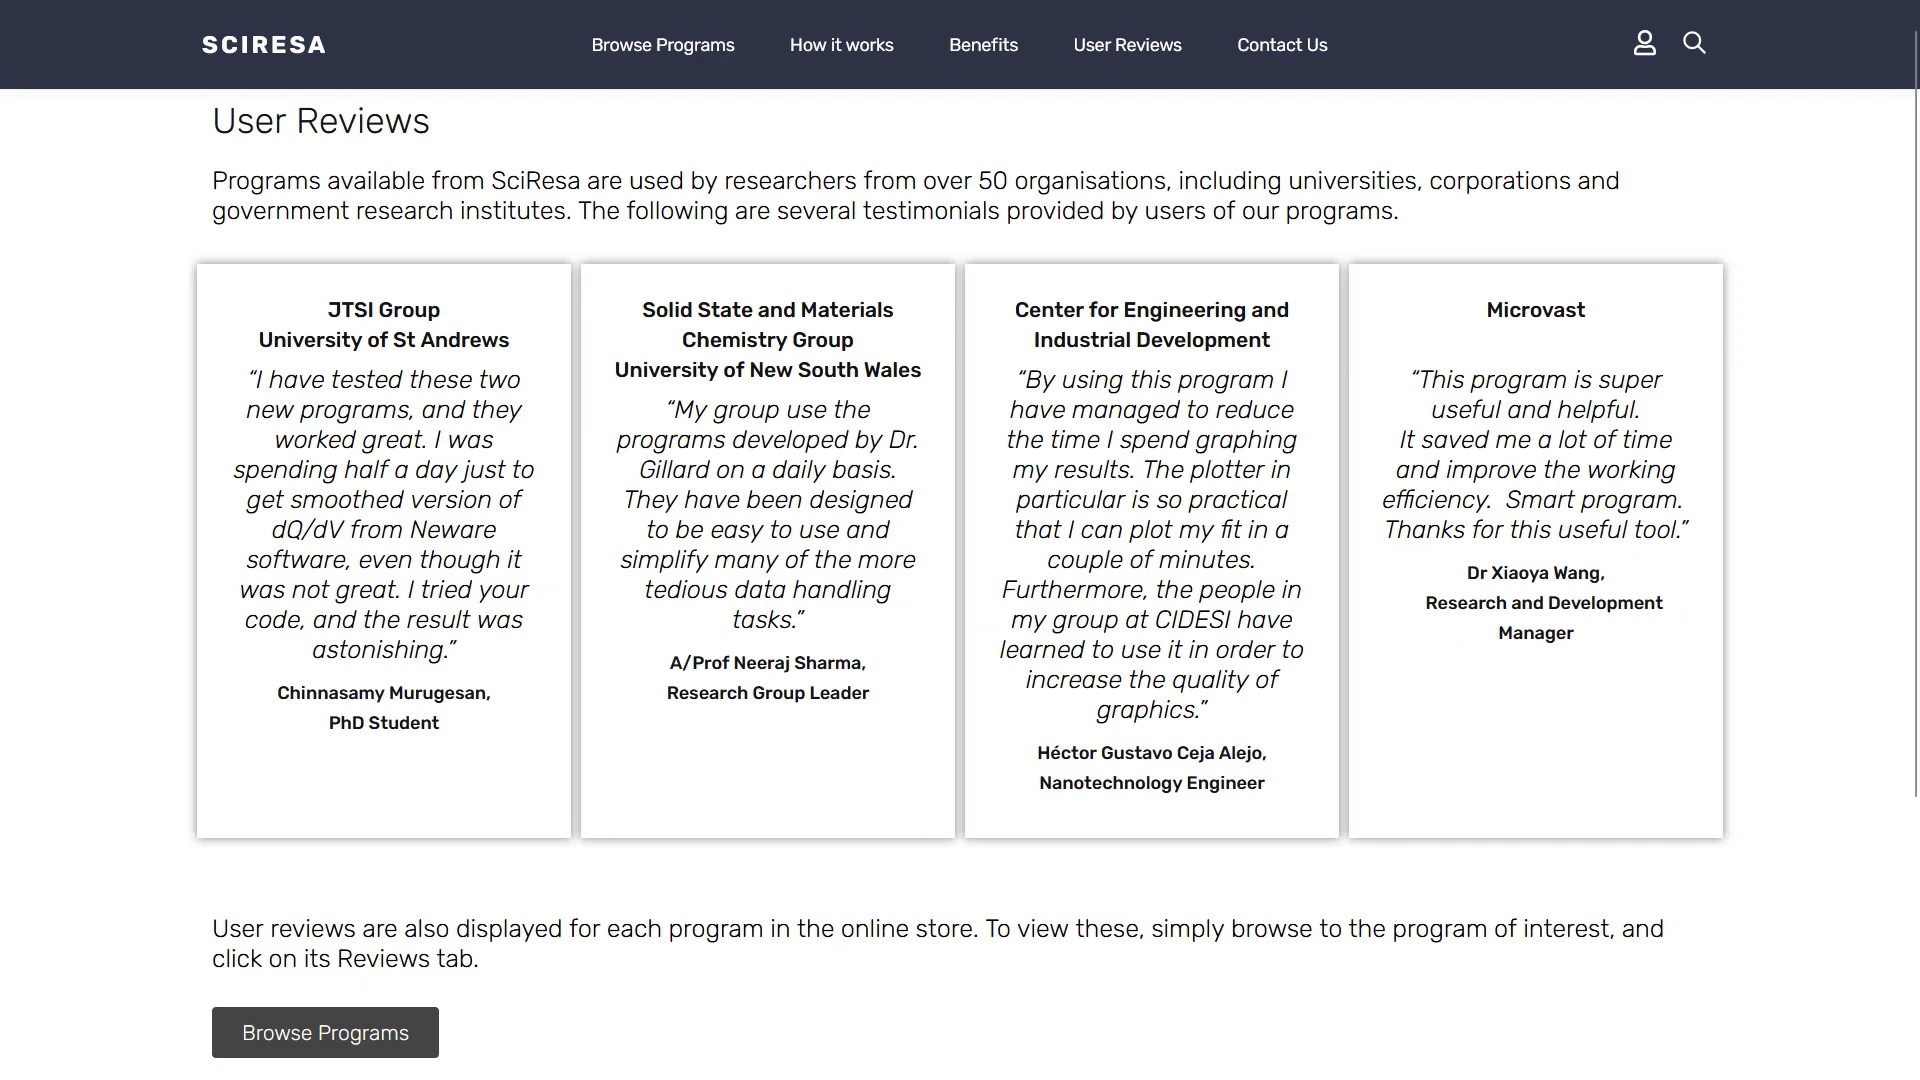 SCIRESA
Browse Programs
How it works
Benefits
User Reviews
Contact Us
User Reviews
Programs available from SciResa are used by researchers from over 50 organisations, including universities, corporations and
government research institutes. The following are several testimonials provided by users of our programs.
JTSI Group
University of St Andrews
“I have tested these two
new programs, and they
worked great. I was
spending half a day just to
get smoothed version of
dQ/dV from Neware
software, even though it
was not great. I tried your
code, and the result was
astonishing.”
Chinnasamy Murugesan,
PhD Student
Solid State and Materials
Chemistry Group
University of New South Wales
“My group use the
programs developed by Dr.
Gillard on a daily basis.
They have been designed
to be easy to use and
simplify many of the more
tedious data handling
tasks.”
A/Prof Neeraj Sharma,
Research Group Leader
Center for Engineering and
Industrial Development
“By using this program I
have managed to reduce
the time I spend graphing
my results. The plotter in
particular is so practical
that I can plot my fit in a
couple of minutes.
Furthermore, the people in
my group at CIDESI have
learned to use it in order to
increase the quality of
graphics.”
Héctor Gustavo Ceja Alejo,
Nanotechnology Engineer
Microvast
“This program is super
useful and helpful.
It saved me a lot of time
and improve the working
efficiency.  Smart program.
Thanks for this useful tool.”
Dr Xiaoya Wang,
Research and Development
Manager
User reviews are also displayed for each program in the online store. To view these, simply browse to the program of interest, and
click on its Reviews tab.
Browse Programs